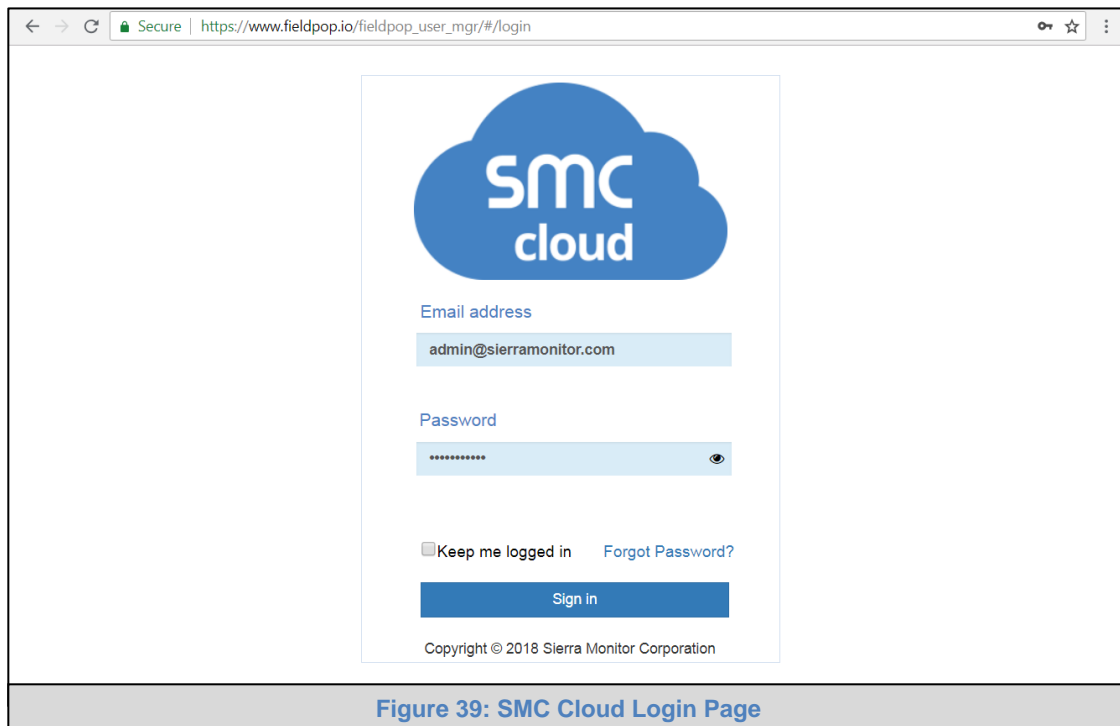 Secure | https://www.fieldpop.io/fieldpop_user_mgr/#/login
smc
cloud
Email address
admin@sierramonitor.com
Password
•••••••••••
Keep me logged in Forgot Password?
Sign in
Copyright © 2018 Sierra Monitor Corporation
Figure 39: SMC Cloud Login Page